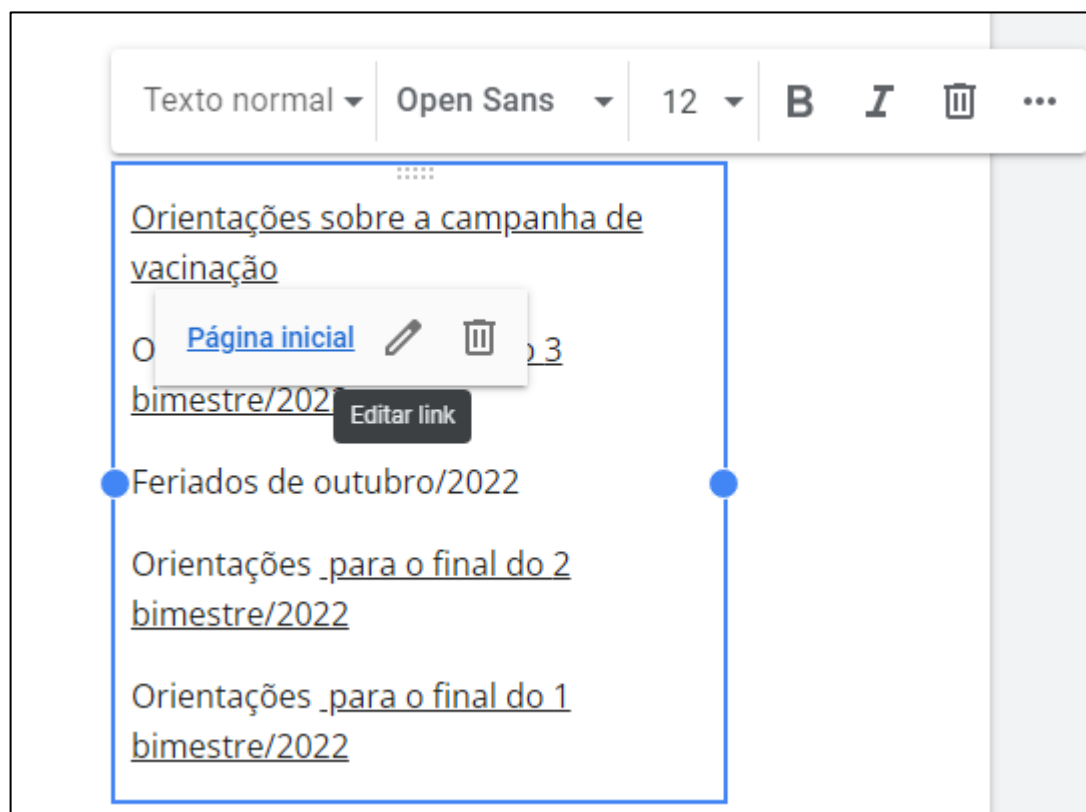 Texto normal Open Sans 12 B I
Orientações sobre a campanha de
vacinação
Página inicial
O 3
bimestre/202
Editar link
Feriados de outubro/2022
Orientações para o final do 2
bimestre/2022
Orientações para o final do 1
bimestre/2022